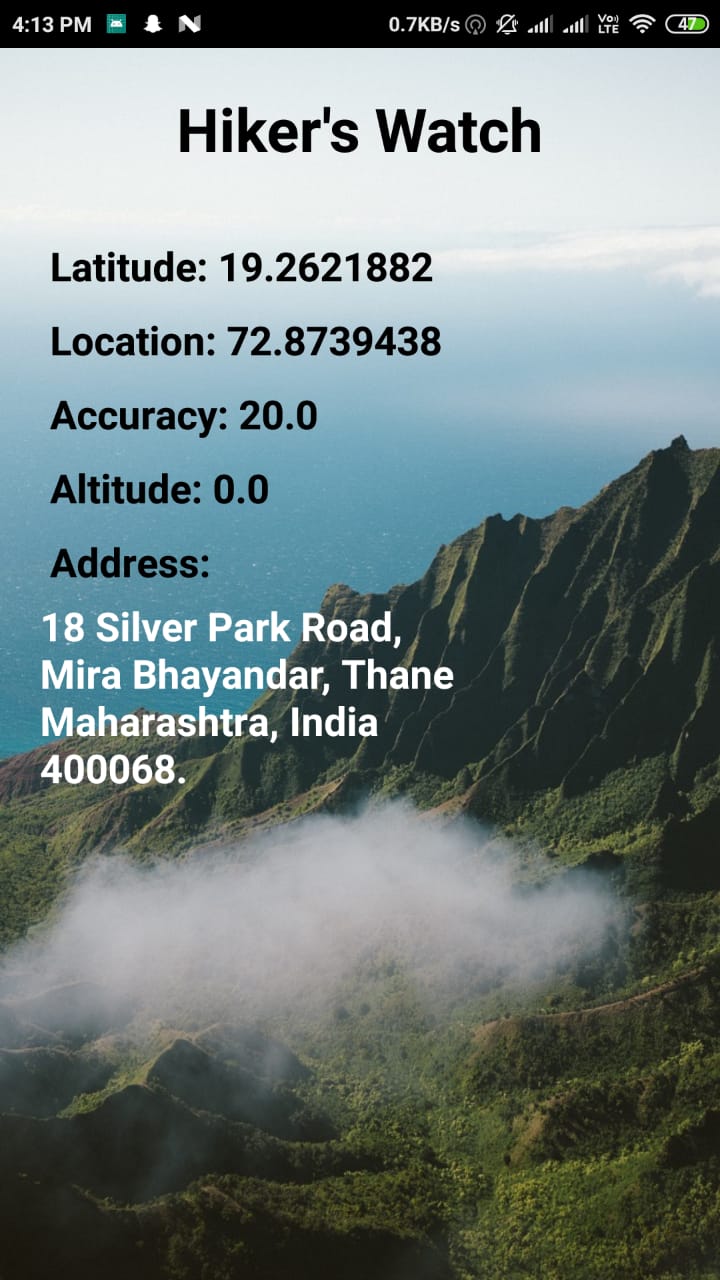 4:13 PM 0.7KB/s Vo)) LTE 47
Hiker's Watch
Latitude: 19.2621882
Location: 72.8739438
Accuracy: 20.0
Altitude: 0.0
Address:
18 Silver Park Road,
Mira Bhayandar, Thane
Maharashtra, India
400068.